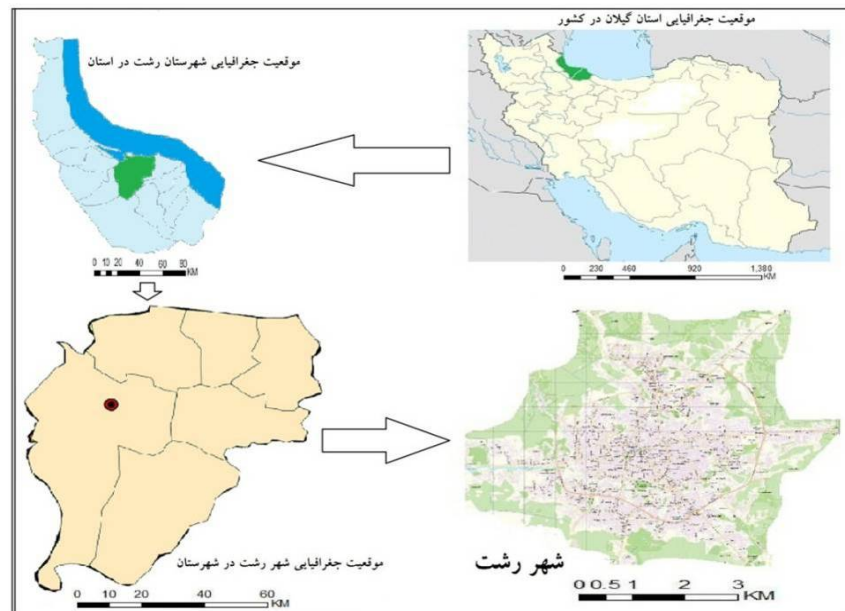 موقعیت جغرافیایی استان گیلان در کشور
0 230 460 920 1,380
KM
موقعیت جغرافیایی شهرستان رشت در استان
0 10 20 40 60 80
KM
موقعیت جغرافیایی شهر رشت در شهرستان
0 10 20 40 60
KM
شهر رشت
0 0.5 1 2 3
KM